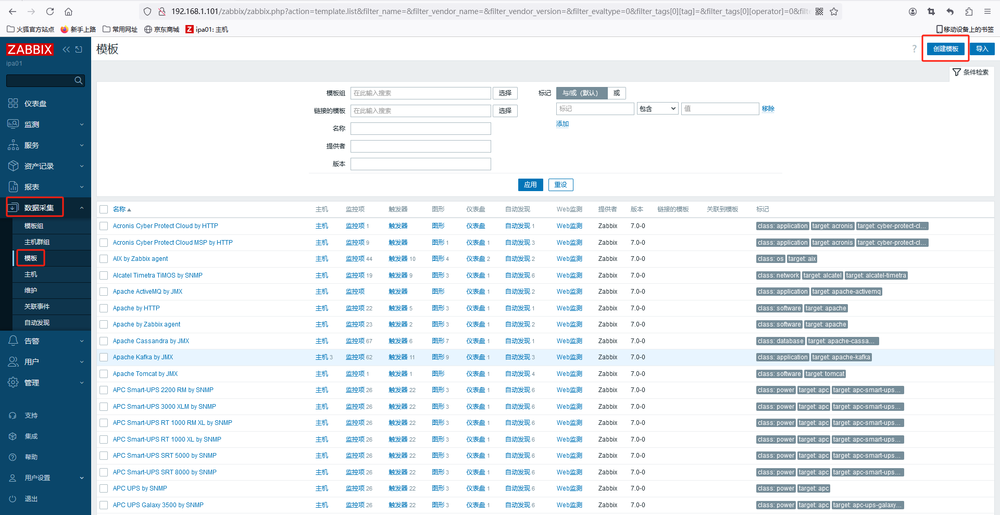 192.168.1.101/zabbix/zabbix.php?action=template.list&filter_name=&filter_vendor_name=&filter_vendor_version=&filter_evaltype=0&filter_tags[0][tag]=&filter_tags[0][operator]=0&filt
火狐官方站点 新手上路 常用网址 京东商城 Z ipa01: 主机 移动设备上的书签
ZABBIX
ipa01
仪表盘
监测
服务
资产记录
报表
数据采集
模板组
主机群组
模板
主机
维护
关联事件
自动发现
告警
用户
管理
支持
集成
帮助
用户设置
退出
模板 ? 创建模板 导入
条件检索
模板组 在此输入搜索 选择 标记 与/或（默认） 或
标记 包含 值 移除
链接的模板 在此输入搜索 选择
添加
名称
提供者
版本
应用 重设
名称 主机 监控项 触发器 图形 仪表盘 自动发现 Web监测 提供者 版本 链接的模板 关联到模板 标记
Acronis Cyber Protect Cloud by HTTP 主机 监控项 1 触发器 图形 仪表盘 自动发现 1 Web监测 Zabbix 7.0-0 class: application target: acronis target: cyber-protect-cl...
Acronis Cyber Protect Cloud MSP by HTTP 主机 监控项 9 触发器 图形 1 仪表盘 1 自动发现 3 Web监测 Zabbix 7.0-0 class: application target: acronis target: cyber-protect-cl...
AIX by Zabbix agent 主机 监控项 44 触发器 10 图形 4 仪表盘 2 自动发现 2 Web监测 Zabbix 7.0-0 class: os target: aix
Alcatel Timetra TiMOS by SNMP 主机 监控项 19 触发器 9 图形 3 仪表盘 1 自动发现 6 Web监测 Zabbix 7.0-0 class: network target: alcatel target: alcatel-timetra
Apache ActiveMQ by JMX 主机 监控项 触发器 图形 仪表盘 1 自动发现 2 Web监测 Zabbix 7.0-0 class: application target: apache-activemq
Apache by HTTP 主机 监控项 22 触发器 5 图形 3 仪表盘 1 自动发现 1 Web监测 Zabbix 7.0-0 class: software target: apache
Apache by Zabbix agent 主机 监控项 23 触发器 2 图形 3 仪表盘 1 自动发现 2 Web监测 Zabbix 7.0-0 class: software target: apache
Apache Cassandra by JMX 主机 监控项 67 触发器 6 图形 7 仪表盘 1 自动发现 1 Web监测 Zabbix 7.0-0 class: database target: apache-cassa...
Apache Kafka by JMX 主机 3 监控项 62 触发器 11 图形 9 仪表盘 1 自动发现 3 Web监测 Zabbix 7.0-0 class: application target: apache-kafka
Apache Tomcat by JMX 主机 监控项 1 触发器 1 图形 仪表盘 1 自动发现 4 Web监测 Zabbix 7.0-0 class: software target: tomcat
APC Smart-UPS 2200 RM by SNMP 主机 监控项 26 触发器 22 图形 3 仪表盘 1 自动发现 6 Web监测 Zabbix 7.0-0 class: power target: apc target: apc-smart-ups...
APC Smart-UPS 3000 XLM by SNMP 主机 监控项 26 触发器 22 图形 3 仪表盘 1 自动发现 6 Web监测 Zabbix 7.0-0 class: power target: apc target: apc-smart-ups...
APC Smart-UPS RT 1000 RM XL by SNMP 主机 监控项 26 触发器 22 图形 3 仪表盘 1 自动发现 6 Web监测 Zabbix 7.0-0 class: power target: apc target: apc-smart-ups...
APC Smart-UPS RT 1000 XL by SNMP 主机 监控项 26 触发器 22 图形 3 仪表盘 1 自动发现 6 Web监测 Zabbix 7.0-0 class: power target: apc target: apc-smart-ups...
APC Smart-UPS SRT 5000 by SNMP 主机 监控项 26 触发器 22 图形 3 仪表盘 1 自动发现 6 Web监测 Zabbix 7.0-0 class: power target: apc target: apc-smart-ups...
APC Smart-UPS SRT 8000 by SNMP 主机 监控项 26 触发器 22 图形 3 仪表盘 1 自动发现 6 Web监测 Zabbix 7.0-0 class: power target: apc target: apc-smart-ups...
APC UPS by SNMP 主机 监控项 26 触发器 22 图形 3 仪表盘 1 自动发现 6 Web监测 Zabbix 7.0-0 class: power target: apc
APC UPS Galaxy 3500 by SNMP 主机 监控项 26 触发器 22 图形 3 仪表盘 1 自动发现 6 Web监测 Zabbix 7.0-0 class: power target: apc target: apc-ups-galaxy...